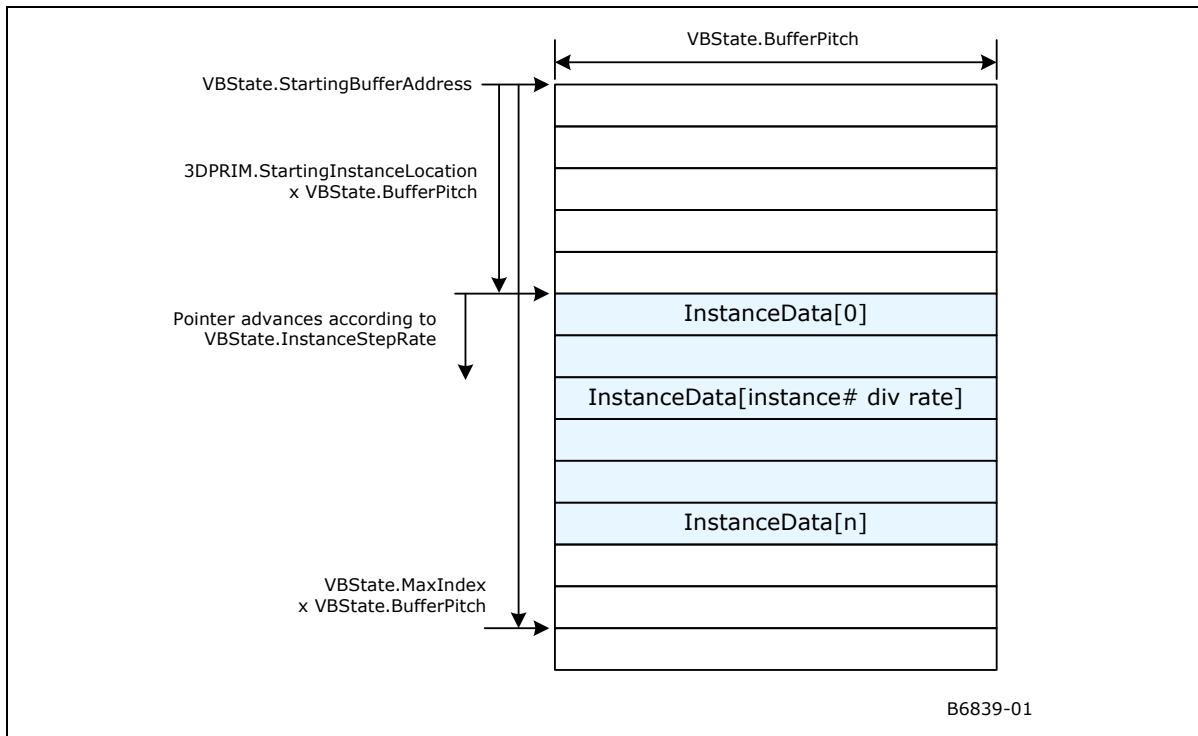 VBState.BufferPitch
VBState.StartingBufferAddress
3DPRIM.StartingInstanceLocation
x VBState.BufferPitch
InstanceData[0]
Pointer advances according to
VBState.InstanceStepRate
InstanceData[instance# div rate]
InstanceData[n]
VBState.MaxIndex
x VBState.BufferPitch
B6839-01